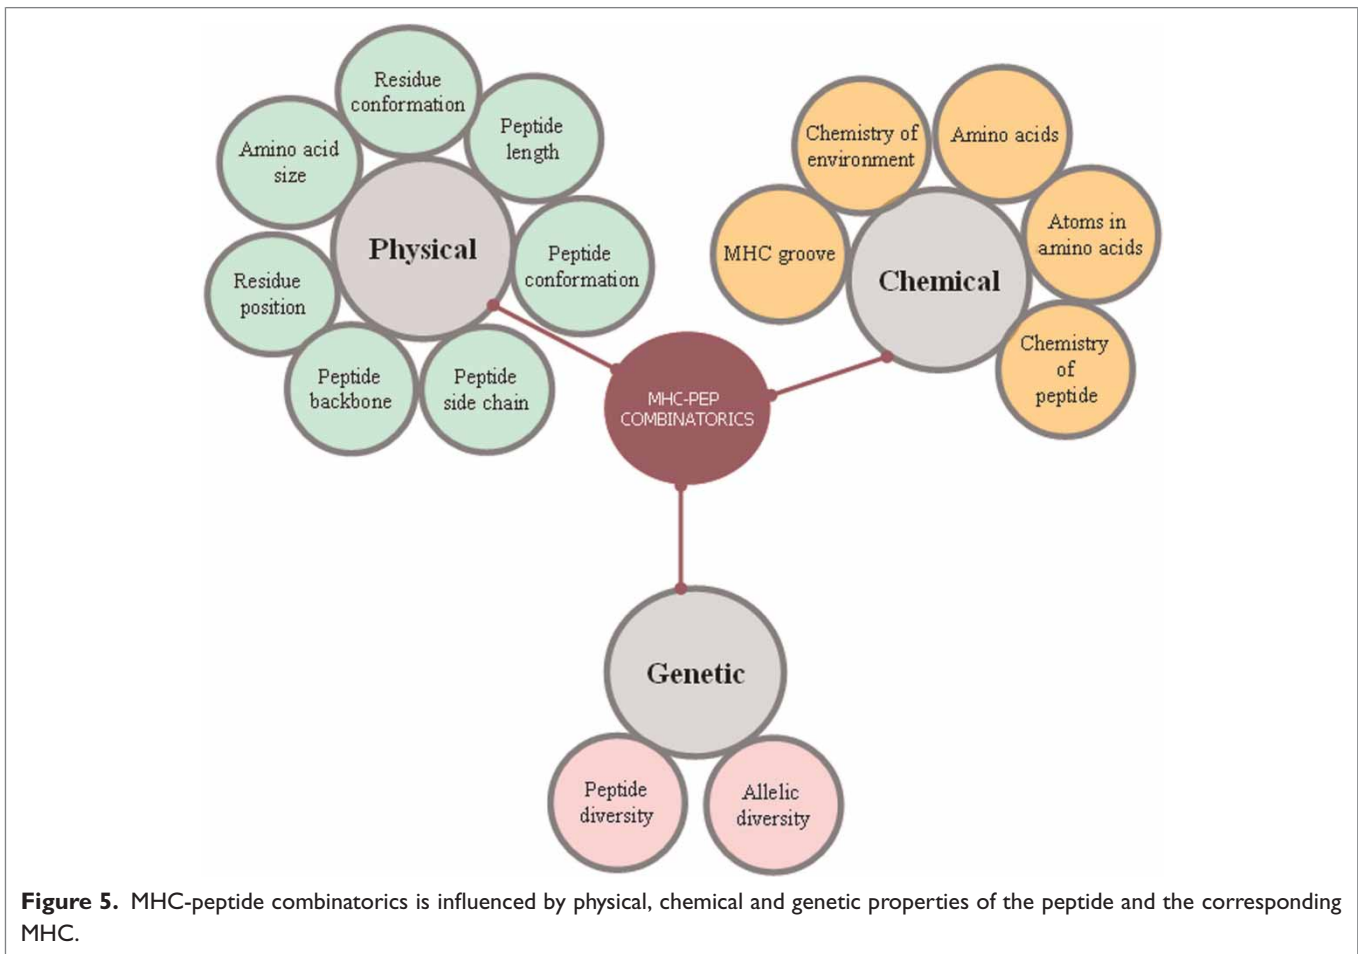 Residue
conformation
Peptide
length
Amino acid
size
Physical
Peptide
conformation
Residue
position
Peptide
backbone
Peptide
side chain
Chemistry of
environment
Amino acids
MHC groove
Atoms in
amino acids
Chemical
Chemistry
of
peptide
MHC-PEP
COMBINATORICS
Genetic
Peptide
diversity
Allelic
diversity
Figure 5. MHC-peptide combinatorics is influenced by physical, chemical and genetic properties of the peptide and the corresponding
MHC.